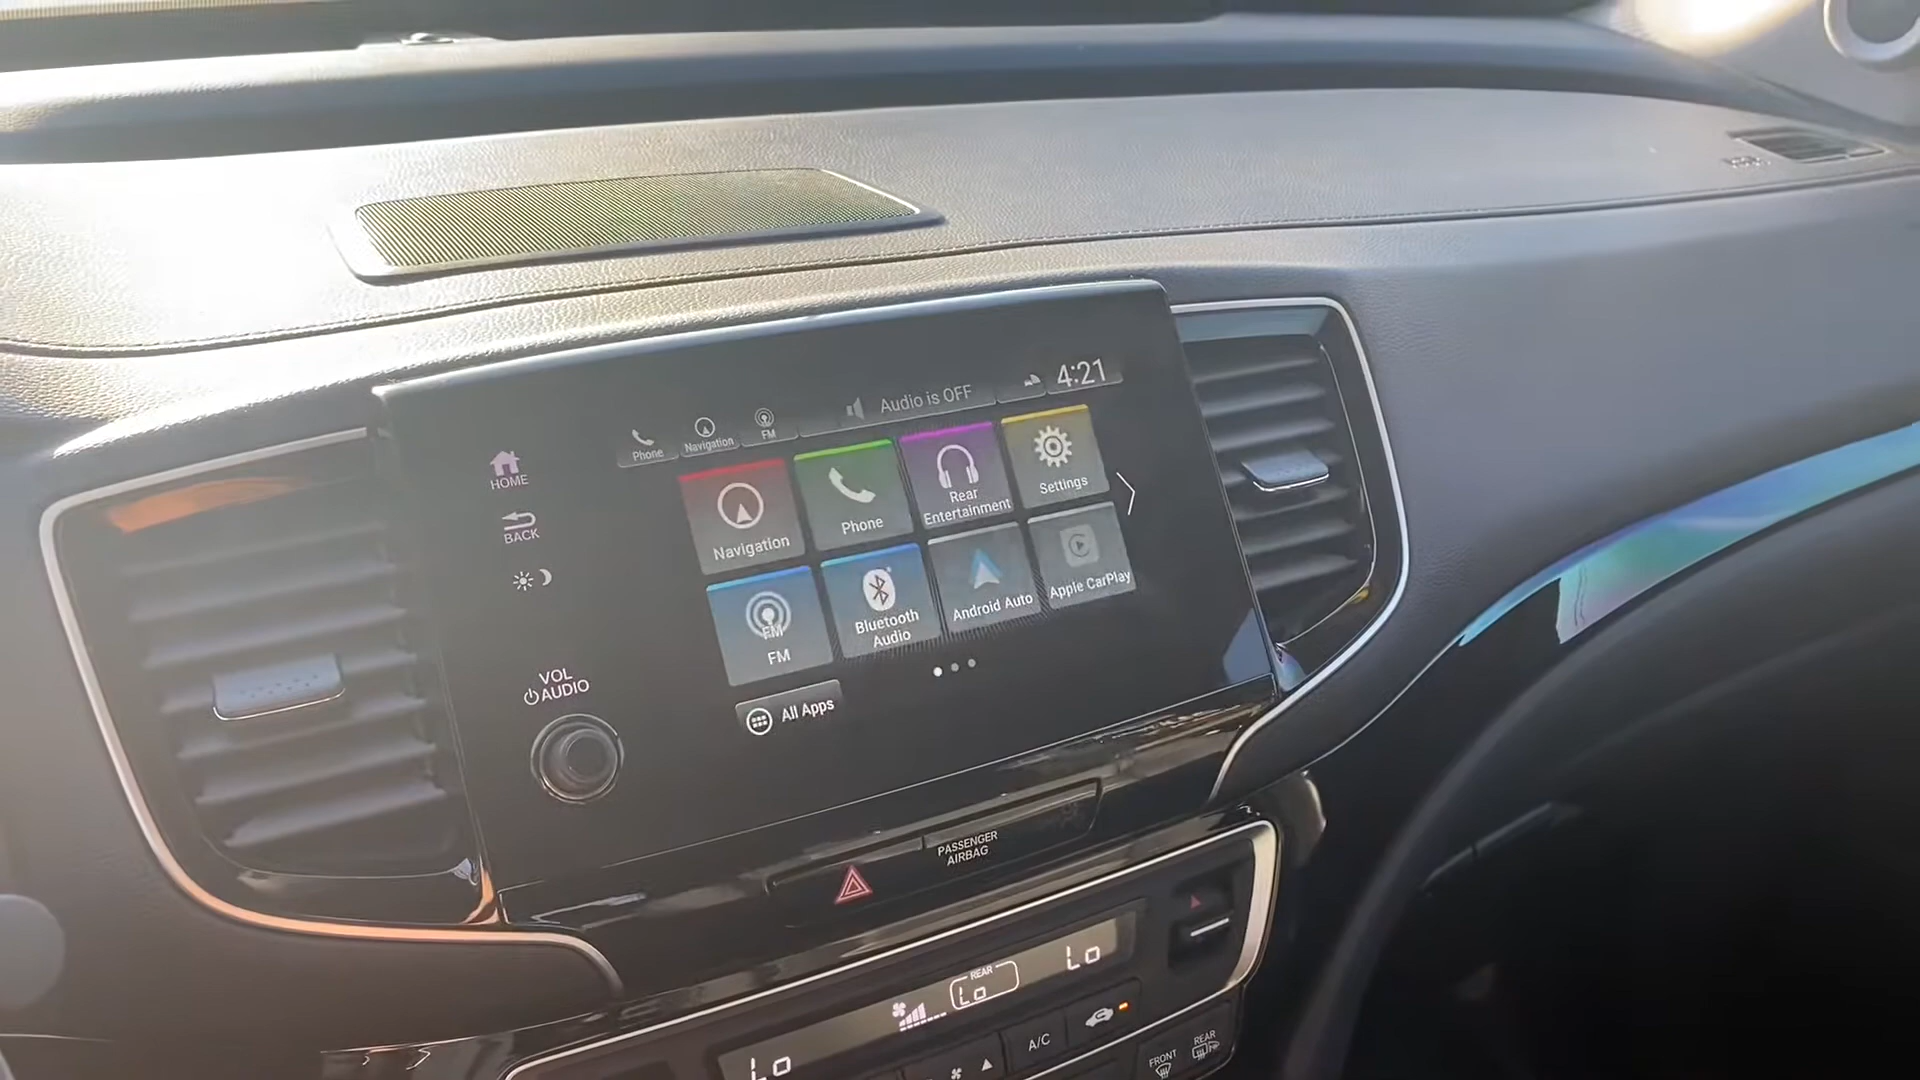 4:21
Audio is OFF
Phone
Navigation
FM
HOME
BACK
Navigation
Phone
Rear
Entertainment
Settings
FM
FM
Bluetooth
Audio
Android Auto
Apple CarPlay
VOL
AUDIO
All Apps
PASSENGER
AIRBAG
Lo
REAR
Lo
Lo
A/C
FRONT
REAR